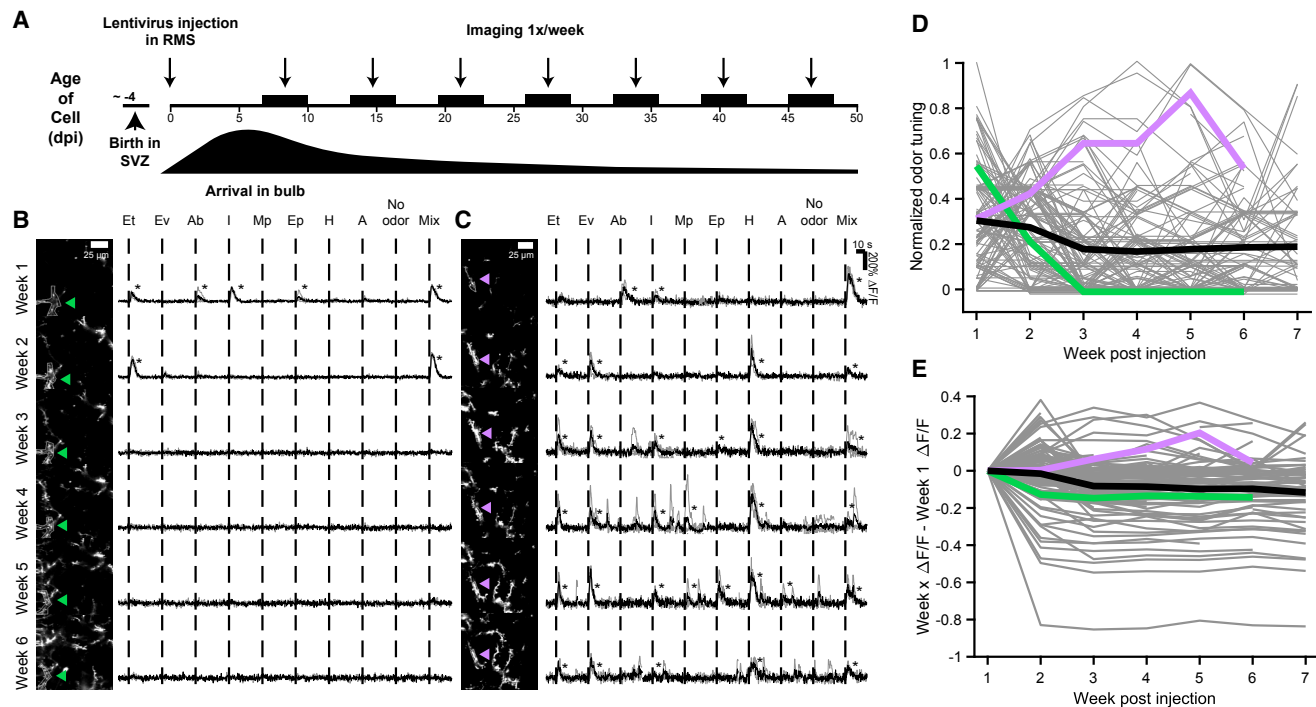 A
Lentivirus injection
in RMS
Imaging 1x/week
Age
of
Cell
(dpi)
~ -4
0 5 10 15 20 25 30 35 40 45 50
Birth in
SVZ
Arrival in bulb
B
Et Ev Ab I Mp Ep H A No odor Mix
25 µm
Week 1
Week 2
Week 3
Week 4
Week 5
Week 6
* * * * *
* *
C
Et Ev Ab I Mp Ep H A No odor Mix
25 µm
10 s
200% ΔF/F
* * *
* * * *
* * * * * *
* * * * * *
* * * * * * *
* * * * *
D
Normalized odor tuning
1
0.8
0.6
0.4
0.2
0
1 2 3 4 5 6 7
Week post injection
E
Week x ΔF/F - Week 1 ΔF/F
0.4
0.2
0
-0.2
-0.4
-0.6
-0.8
-1
1 2 3 4 5 6 7
Week post injection